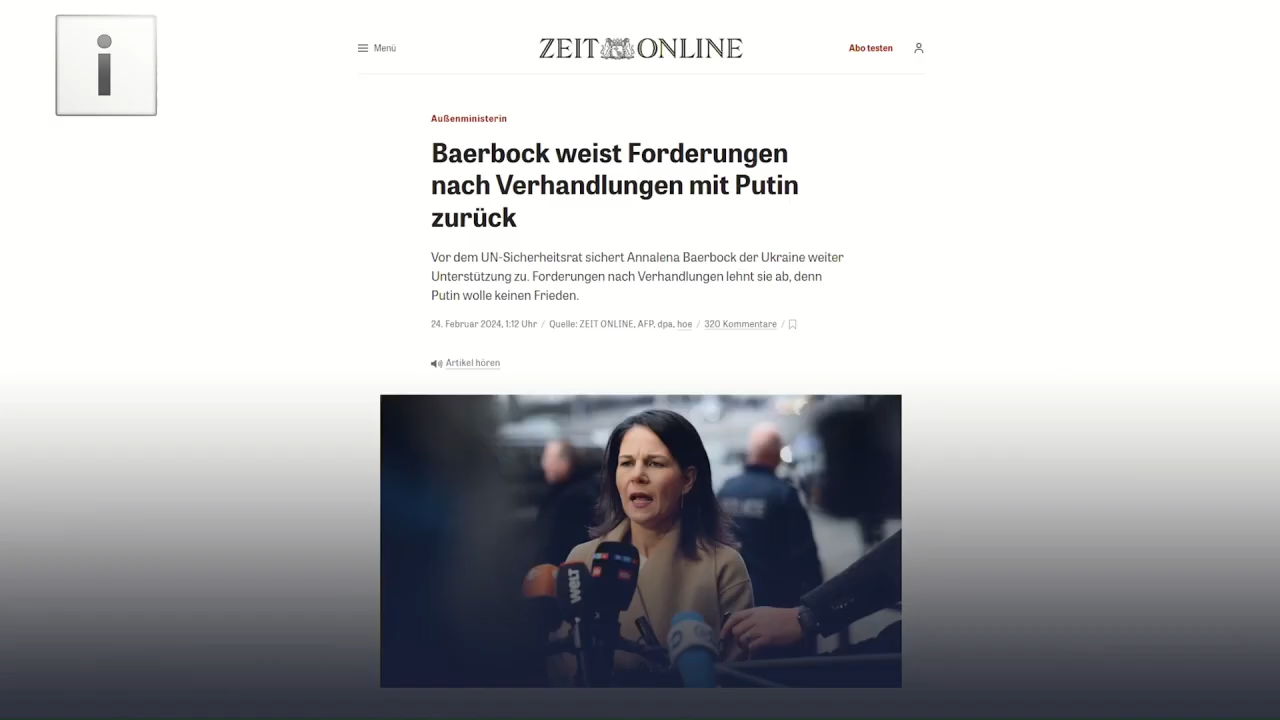 Menü
ZEIT ONLINE
Abo testen
Außenministerin
Baerbock weist Forderungen
nach Verhandlungen mit Putin
zurück
Vor dem UN-Sicherheitsrat sichert Annalena Baerbock der Ukraine weiter
Unterstützung zu. Forderungen nach Verhandlungen lehnt sie ab, denn
Putin wolle keinen Frieden.
24. Februar 2024, 1:12 Uhr / Quelle: ZEIT ONLINE, AFP, dpa, hoe / 320 Kommentare /
Artikel hören
welt